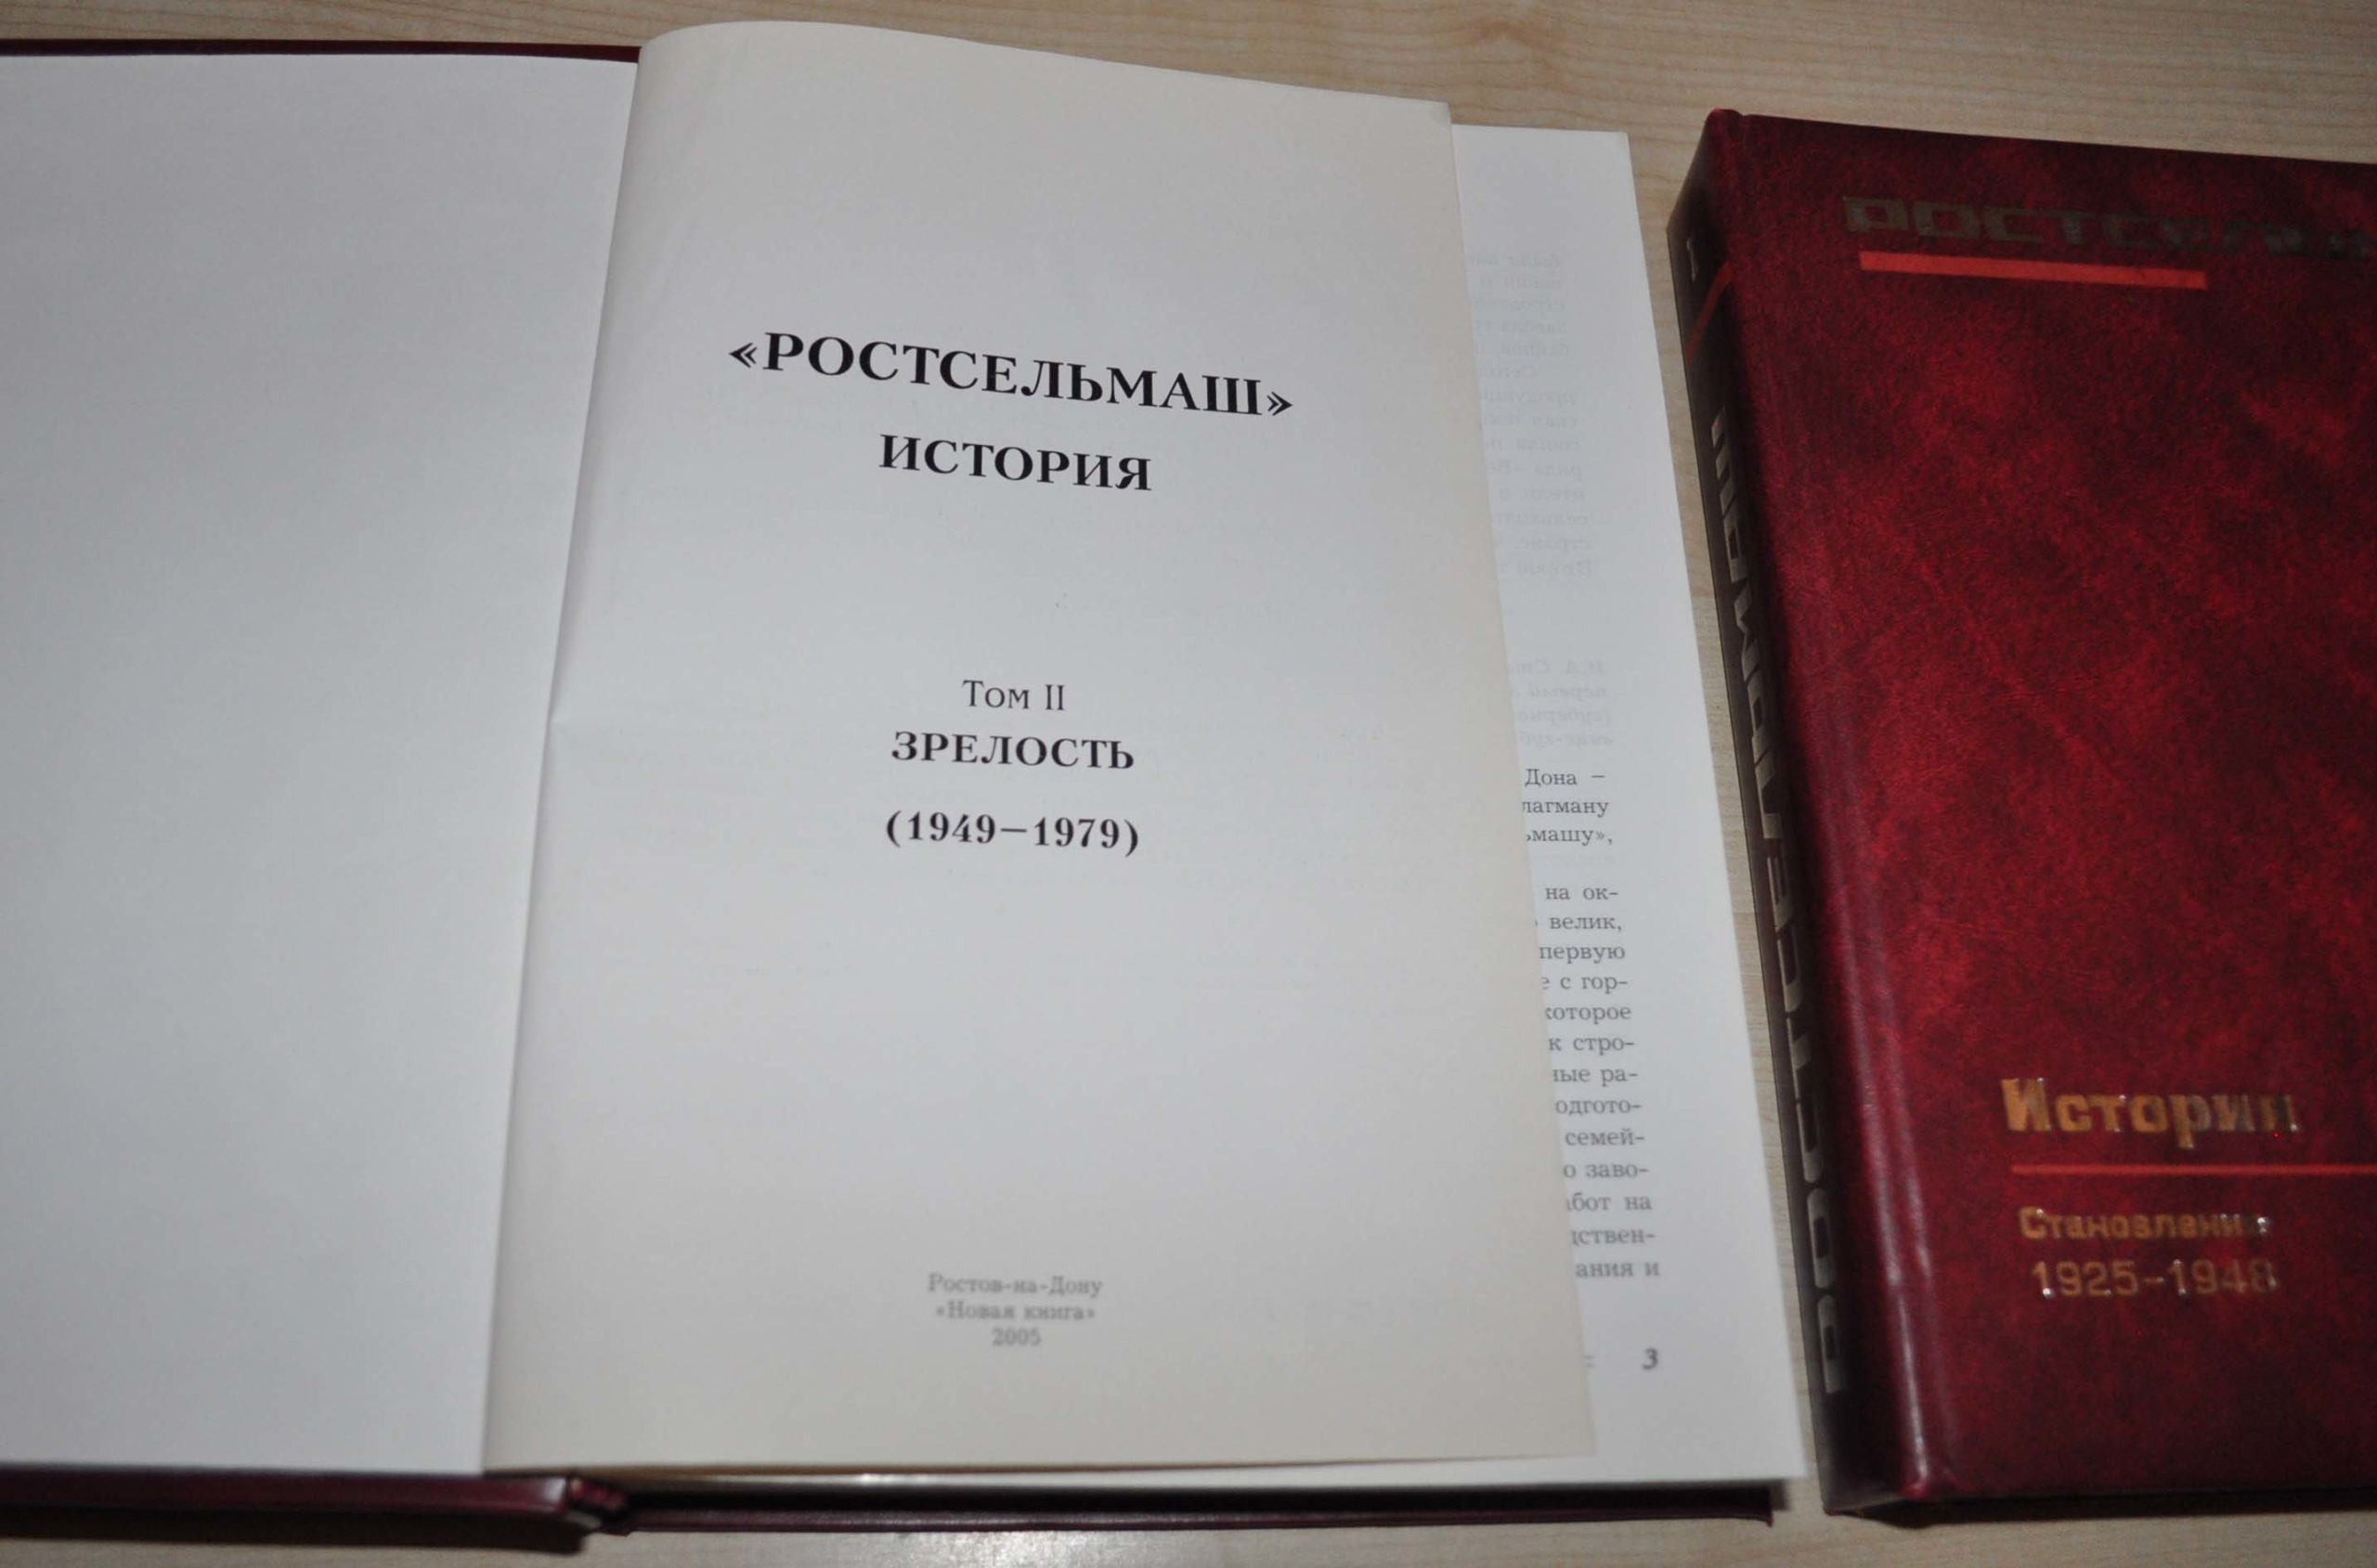 «РОСТСЕЛЬМАШ»
ИСТОРИЯ
Том II
ЗРЕЛОСТЬ
(1949–1979)
Ростов-на-Дону
«Новая книга»
2005
Дона –
лагману
ьмашу»,
на ок-
велик,
первую
е с гор-
которое
к стро-
ные ра-
одгото-
семей-
о заво-
бот на
дствен-
ания и
3
РОСТСЕЛЬМАШ
РОСТСЕЛЬМ
История
Становление
1925-1948